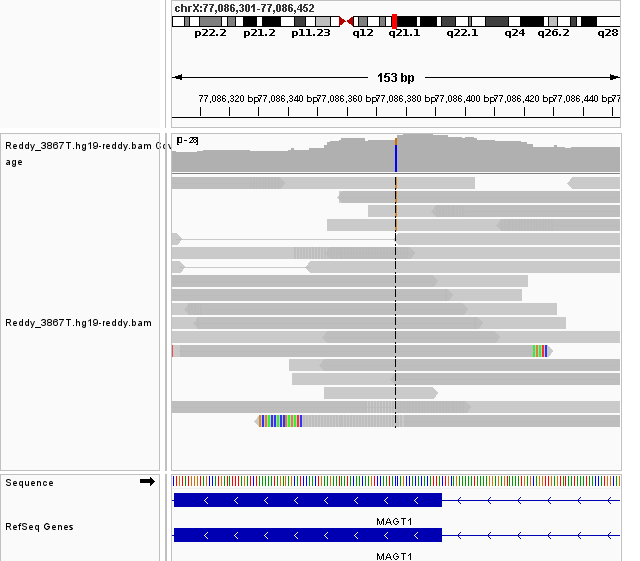 chrX:77,086,301-77,086,452
p22.2 p21.2 p11.23 q12 q21.1 q22.1 q24 q26.2 q28
153 bp
77,086,320 bp 77,086,340 bp 77,086,360 bp 77,086,380 bp 77,086,400 bp 77,086,420 bp 77,086,440 bp 77
[0-28]
Reddy_3867T.hg19-reddy.bam Cov
age
Reddy_3867T.hg19-reddy.bam
Sequence
MAGT1
RefSeq Genes
MAGT1